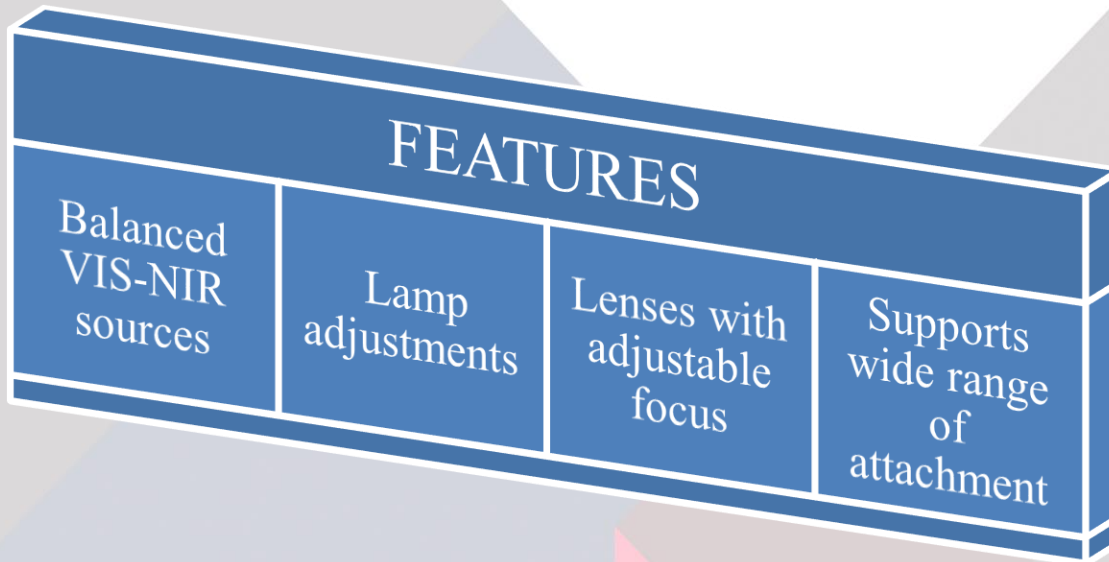 FEATURES
Balanced
VIS-NIR
sources
Lamp
adjustments
Lenses with
adjustable
focus
Supports
wide range
of
attachment